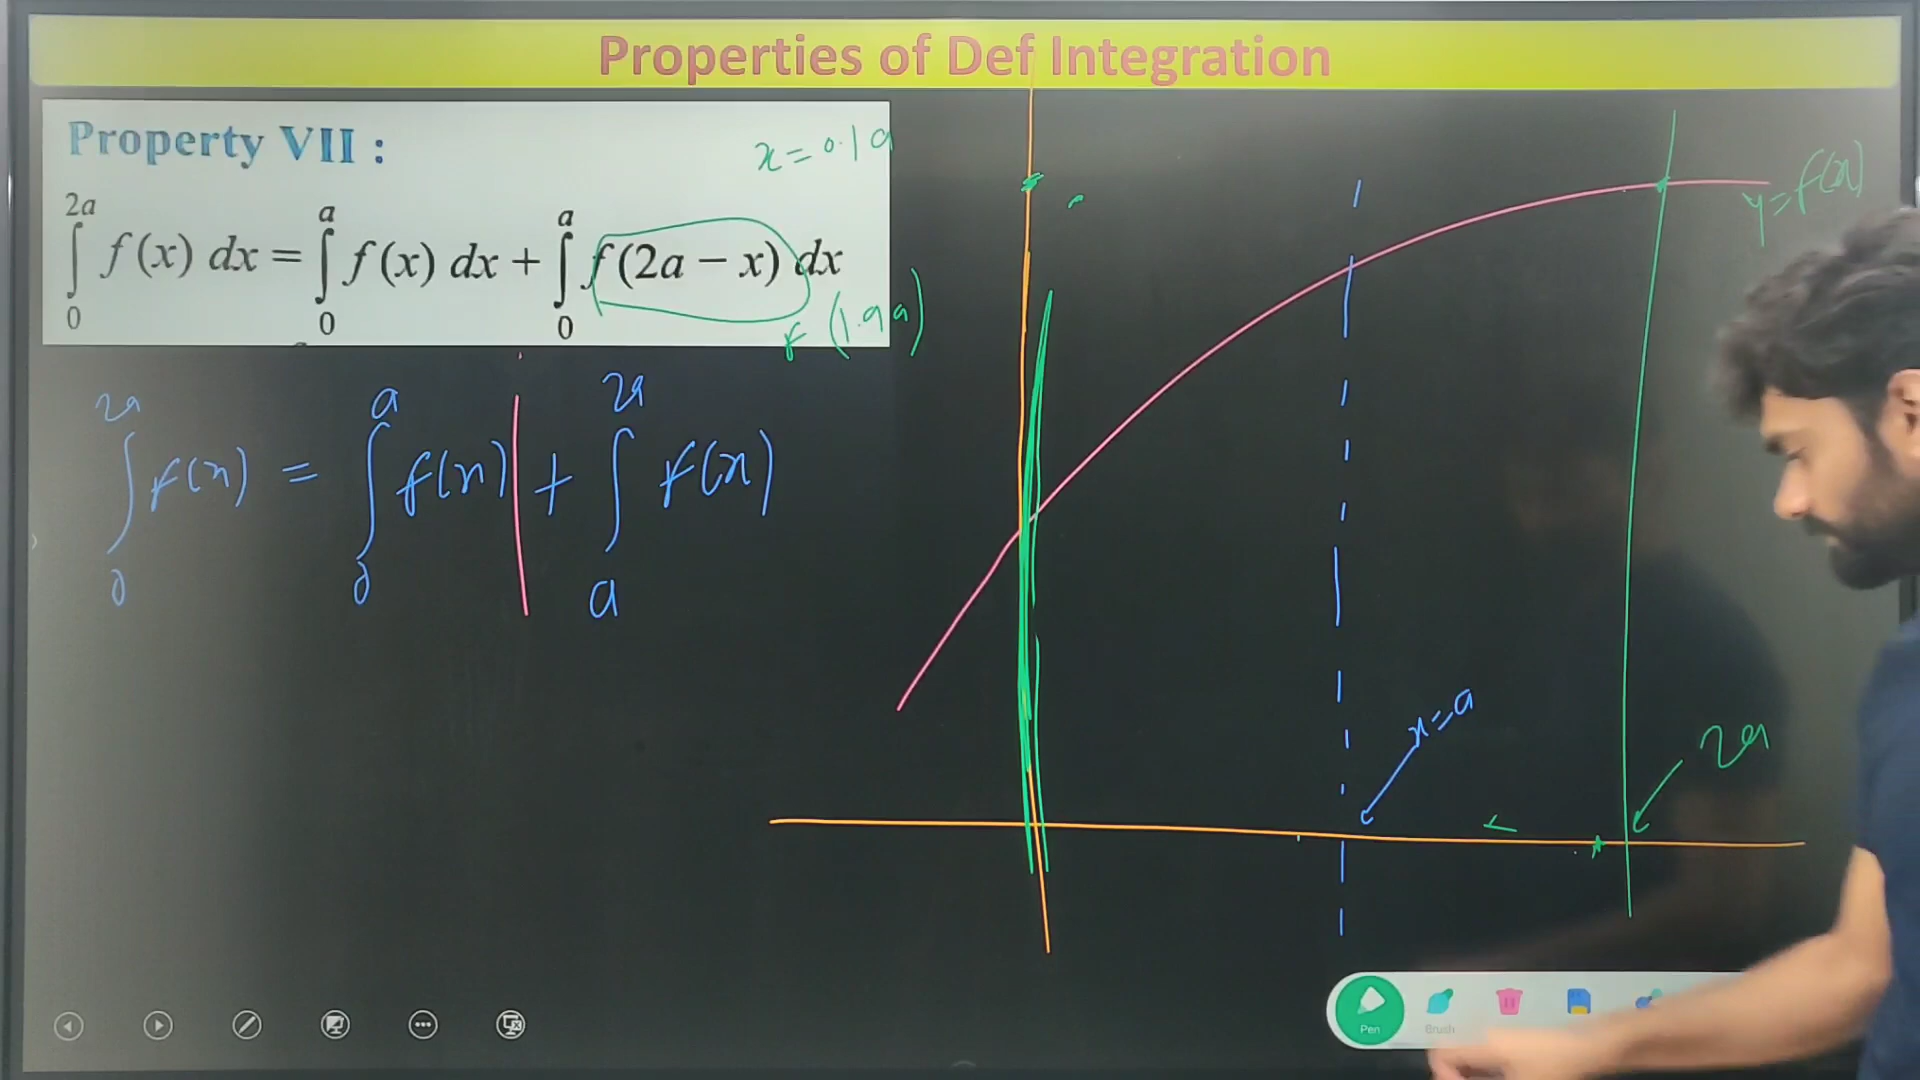 Properties of Def Integration
Property VII :
x = 0.1a
2a a a
∫ f(x) dx = ∫ f(x) dx + ∫ f(2a − x) dx
0 0 0
f(1.9a)
2a a 2a
∫ f(x) = ∫ f(x) + ∫ f(x)
0 0 a
y = f(x)
x = a
2a
Pen
Brush